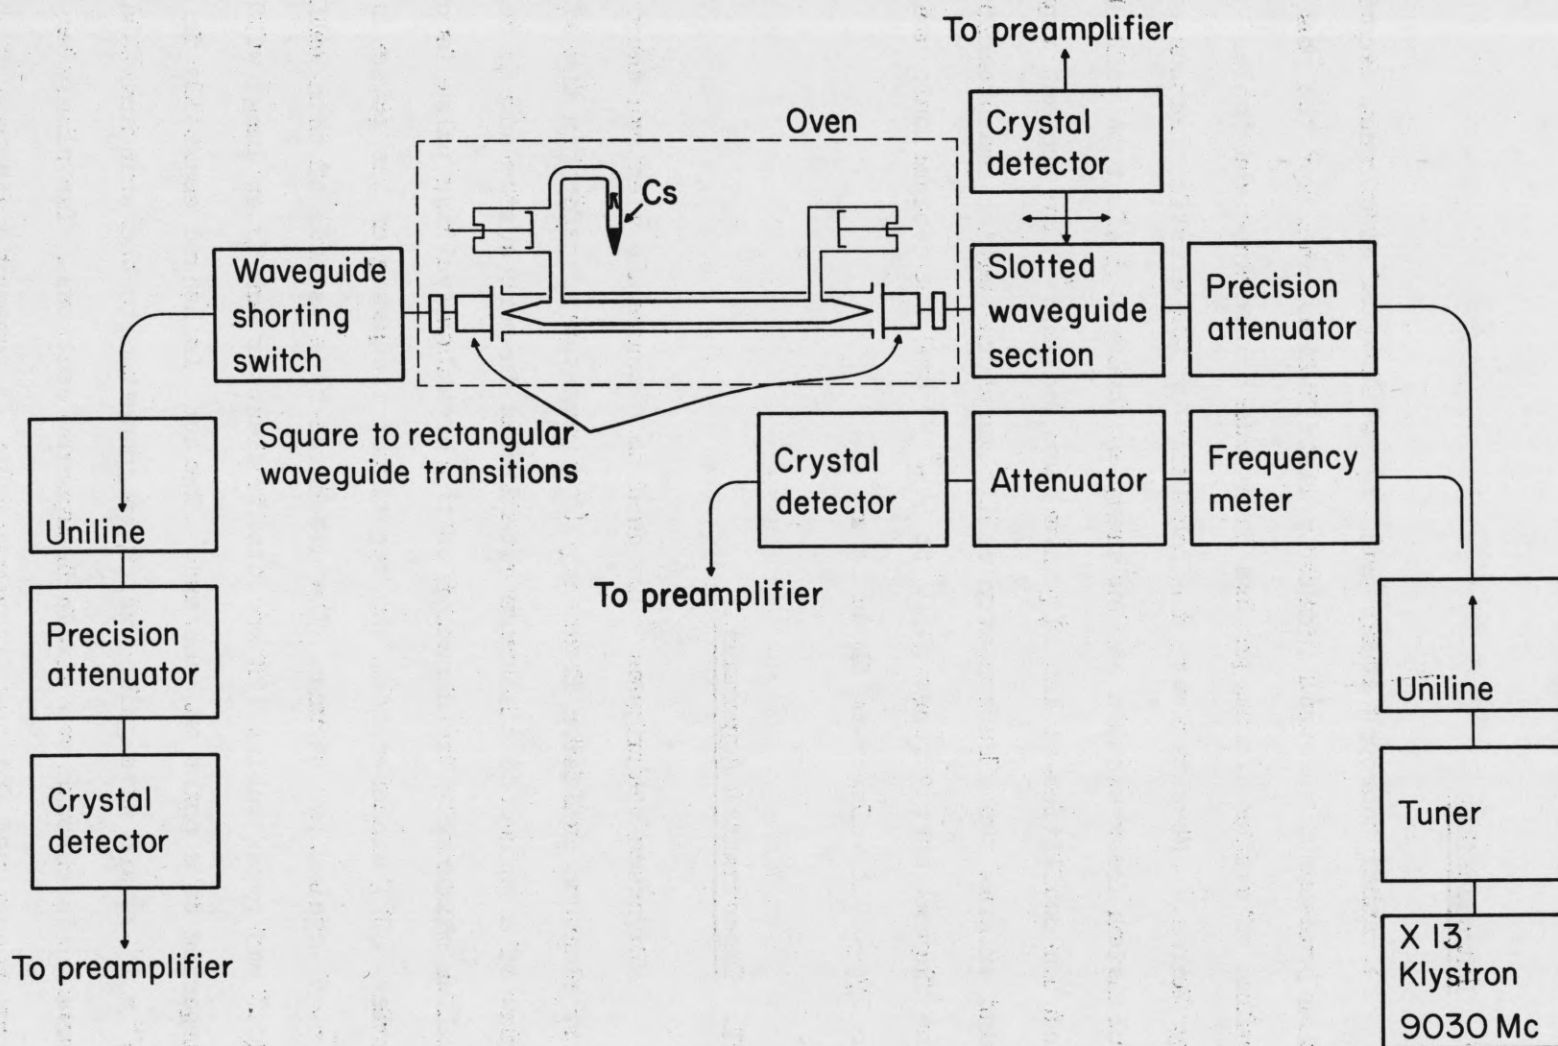 To preamplifier
Crystal
detector
Oven
Cs
Waveguide
shorting
switch
Slotted
waveguide
section
Precision
attenuator
Square to rectangular
waveguide transitions
Crystal
detector
Attenuator
Frequency
meter
To preamplifier
Uniline
Precision
attenuator
Crystal
detector
To preamplifier
Uniline
Tuner
X 13
Klystron
9030 Mc